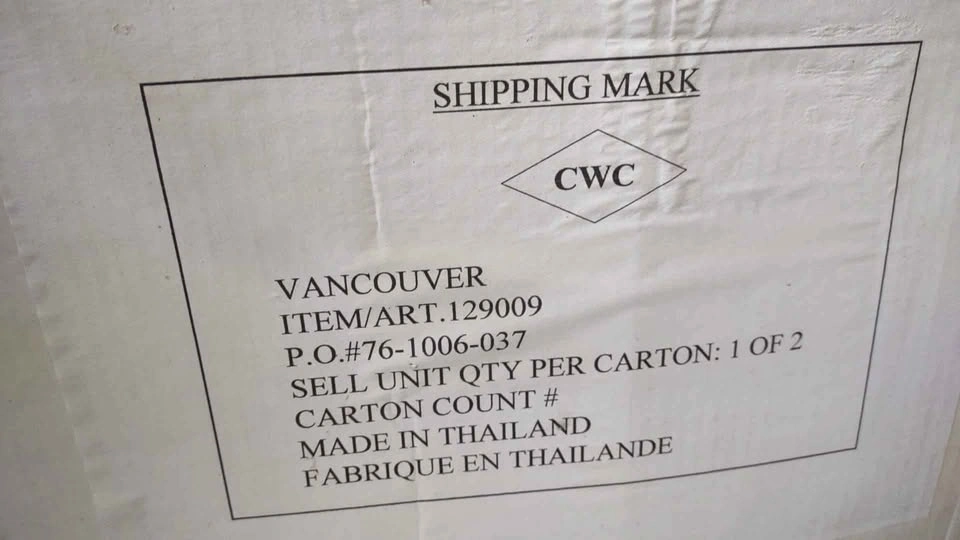 SHIPPING MARK
CWC
VANCOUVER
ITEM/ART.129009
P.O.#76-1006-037
SELL UNIT QTY PER CARTON: 1 OF 2
CARTON COUNT #
MADE IN THAILAND
FABRIQUE EN THAILANDE